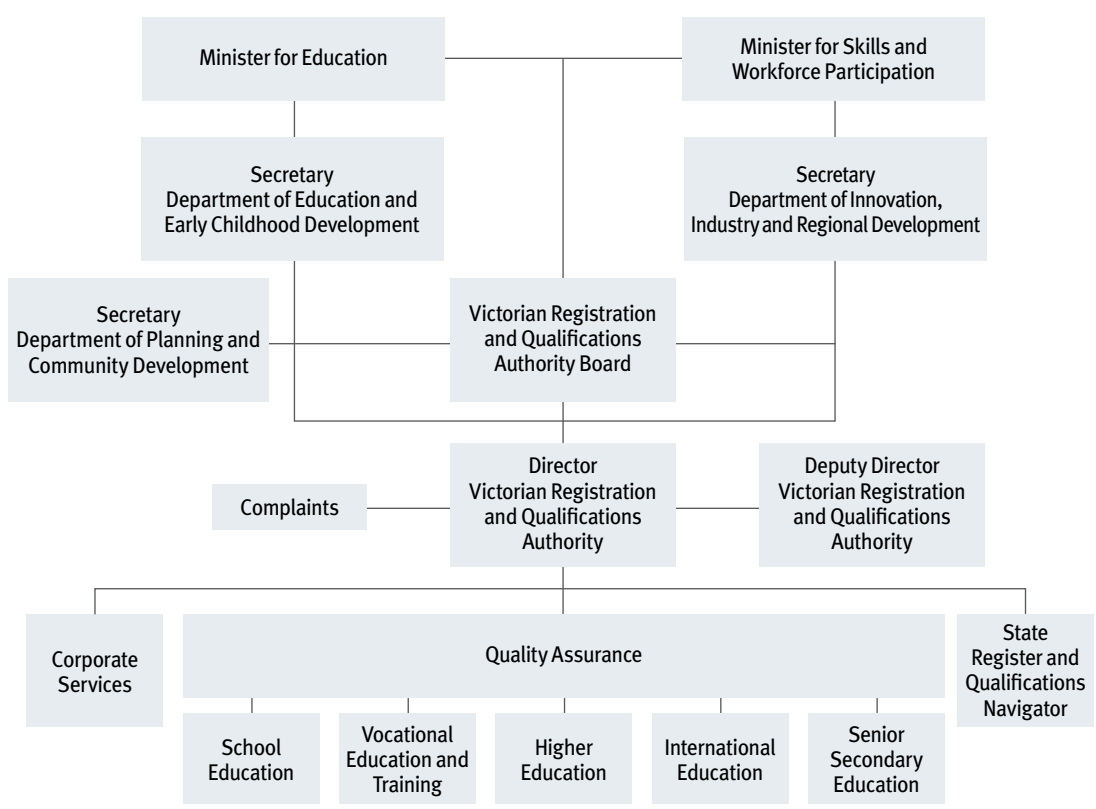 Minister for Education
Minister for Skills and
Workforce Participation
Secretary
Department of Education and
Early Childhood Development
Secretary
Department of Innovation,
Industry and Regional Development
Secretary
Department of Planning and
Community Development
Victorian Registration
and Qualifications
Authority Board
Complaints
Director
Victorian Registration
and Qualifications
Authority
Deputy Director
Victorian Registration
and Qualifications
Authority
Corporate
Services
Quality Assurance
State
Register and
Qualifications
Navigator
School
Education
Vocational
Education and
Training
Higher
Education
International
Education
Senior
Secondary
Education